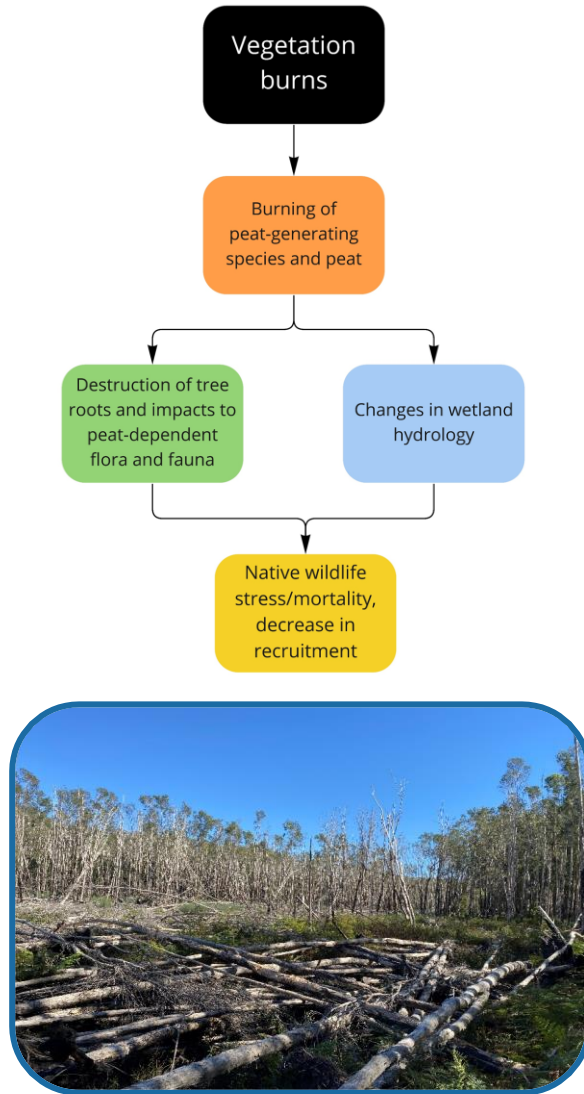 Vegetation
burns
Burning of
peat-generating
species and peat
Destruction of tree
roots and impacts to
peat-dependent
flora and fauna
Changes in wetland
hydrology
Native wildlife
stress/mortality,
decrease in
recruitment